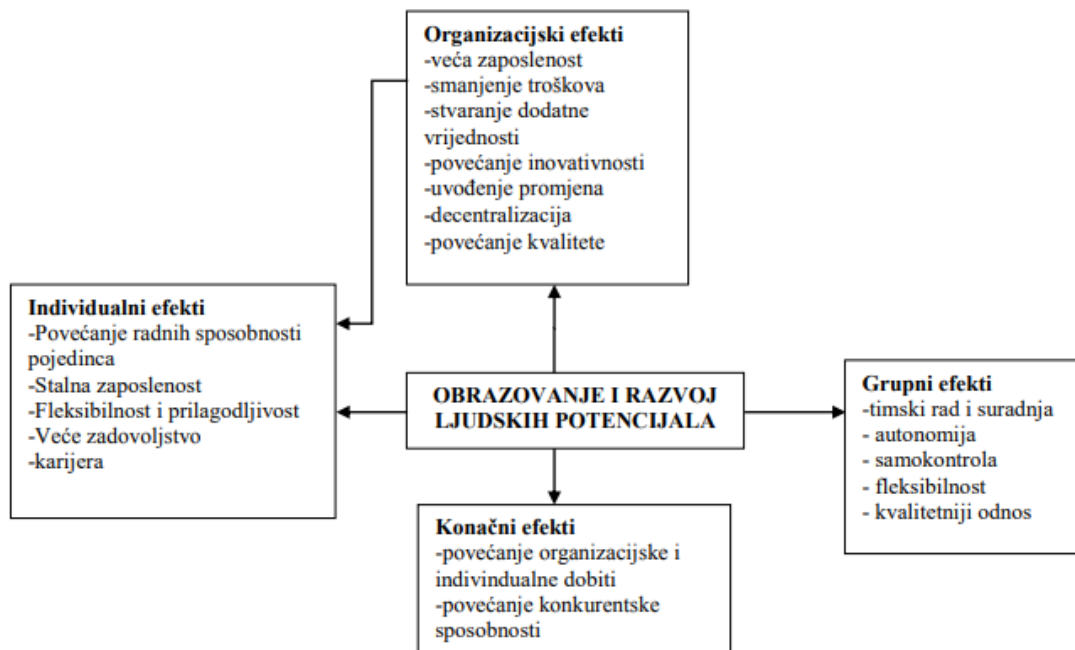 Organizacijski efekti
-veća zaposlenost
-smanjenje troškova
-stvaranje dodatne
vrijednosti
-povećanje inovativnosti
-uvođenje promjena
-decentralizacija
-povećanje kvalitete
Individualni efekti
-Povećanje radnih sposobnosti
pojedinca
-Stalna zaposlenost
-Fleksibilnost i prilagodljivost
-Veće zadovoljstvo
-karijera
OBRAZOVANJE I RAZVOJ
LJUDSKIH POTENCIJALA
Grupni efekti
-timski rad i suradnja
- autonomija
- samokontrola
- fleksibilnost
- kvalitetniji odnos
Konačni efekti
-povećanje organizacijske i
indivindualne dobiti
-povećanje konkurentske
sposobnosti